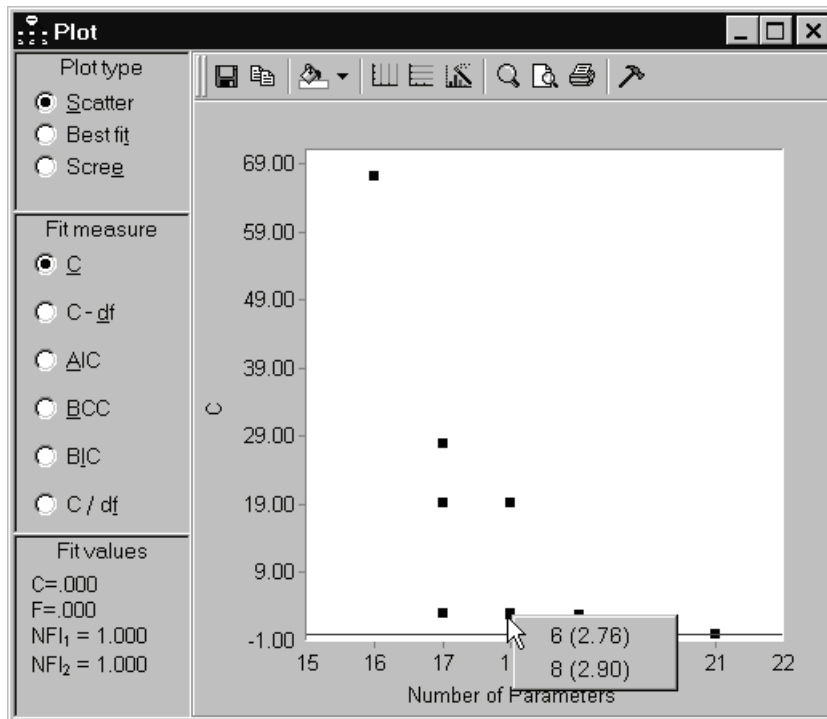 Plot
Plot type
Scatter
Best fit
Scree
Fit measure
C
C - df
AIC
BCC
BIC
C / df
Fit values
C=.000
F=.000
NFI₁ = 1.000
NFI₂ = 1.000
69.00
59.00
49.00
39.00
29.00
19.00
9.00
-1.00
C
15 16 17 1 21 22
Number of Parameters
6 (2.76)
8 (2.90)